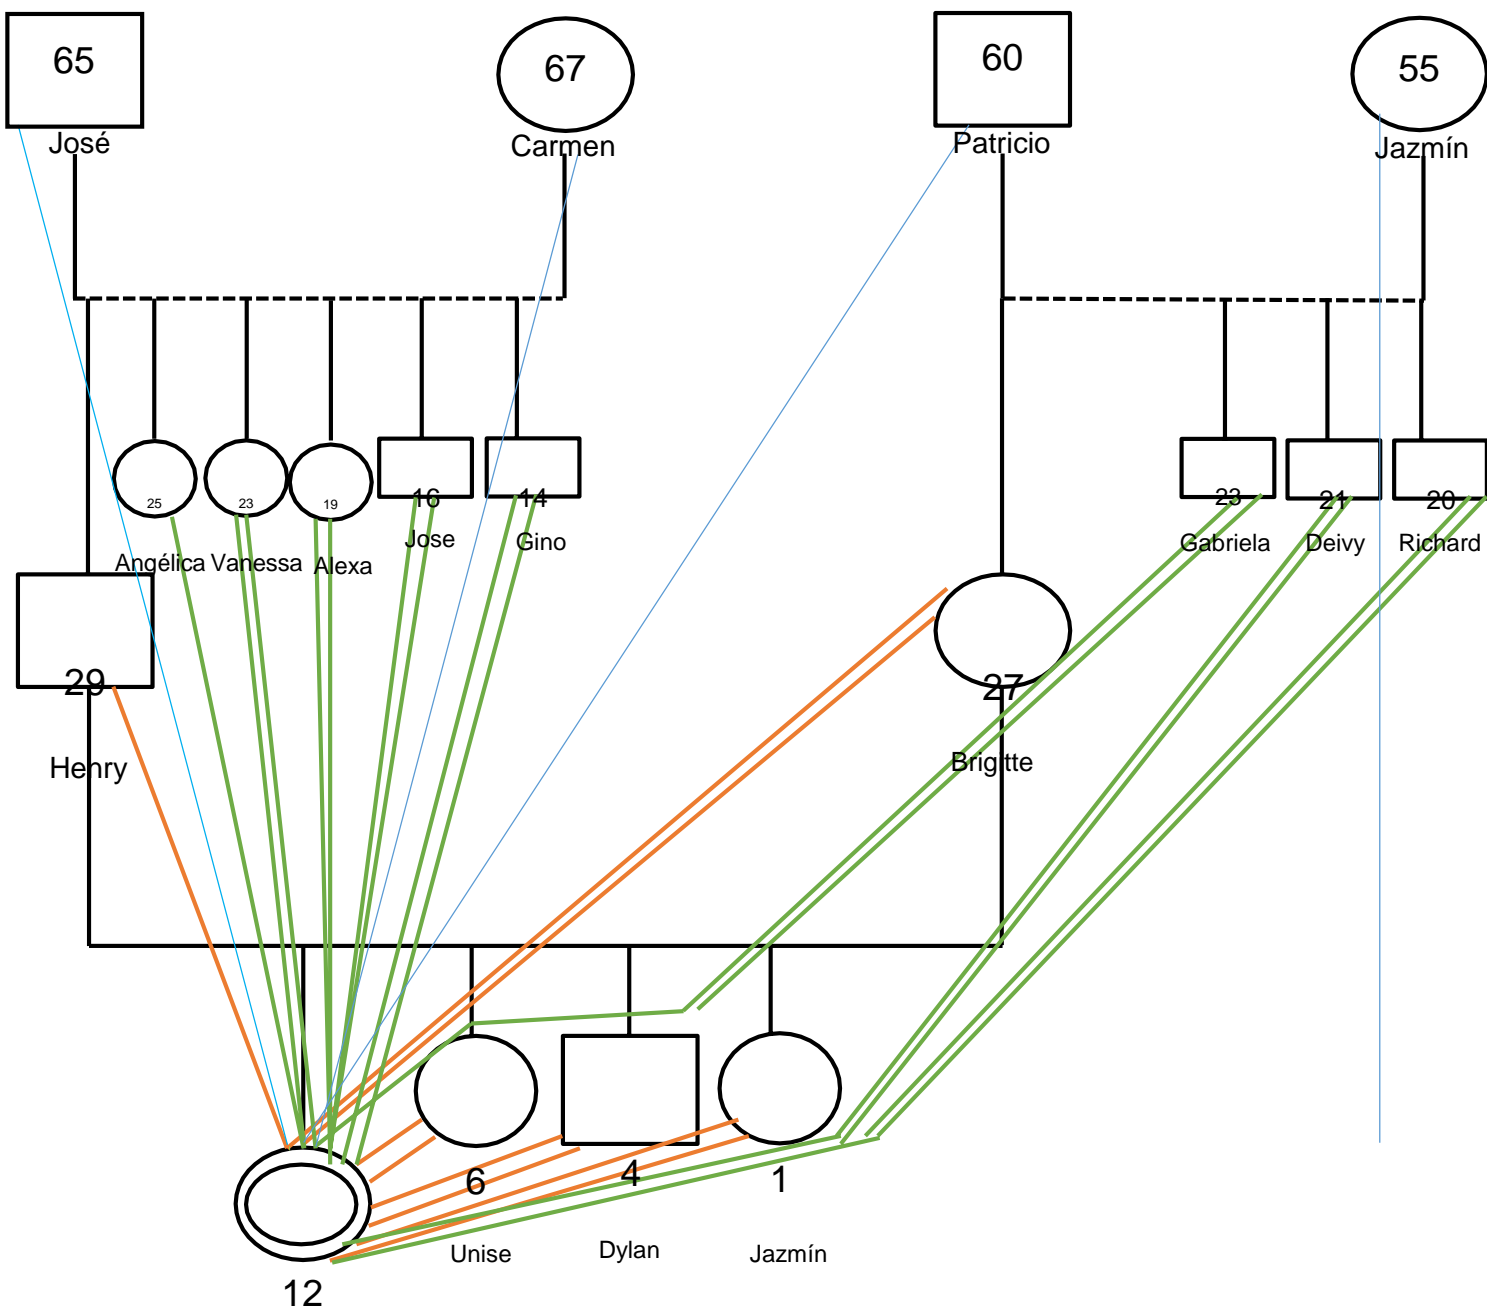 65
67
60
55
José
Carmen
Patricio
Jazmín
25
23
19
16
14
23
21
20
Angélica
Vanessa
Alexa
Jose
Gino
Gabriela
Deivy
Richard
29
27
Henry
Brigitte
6
4
1
Unise
Dylan
Jazmín
12